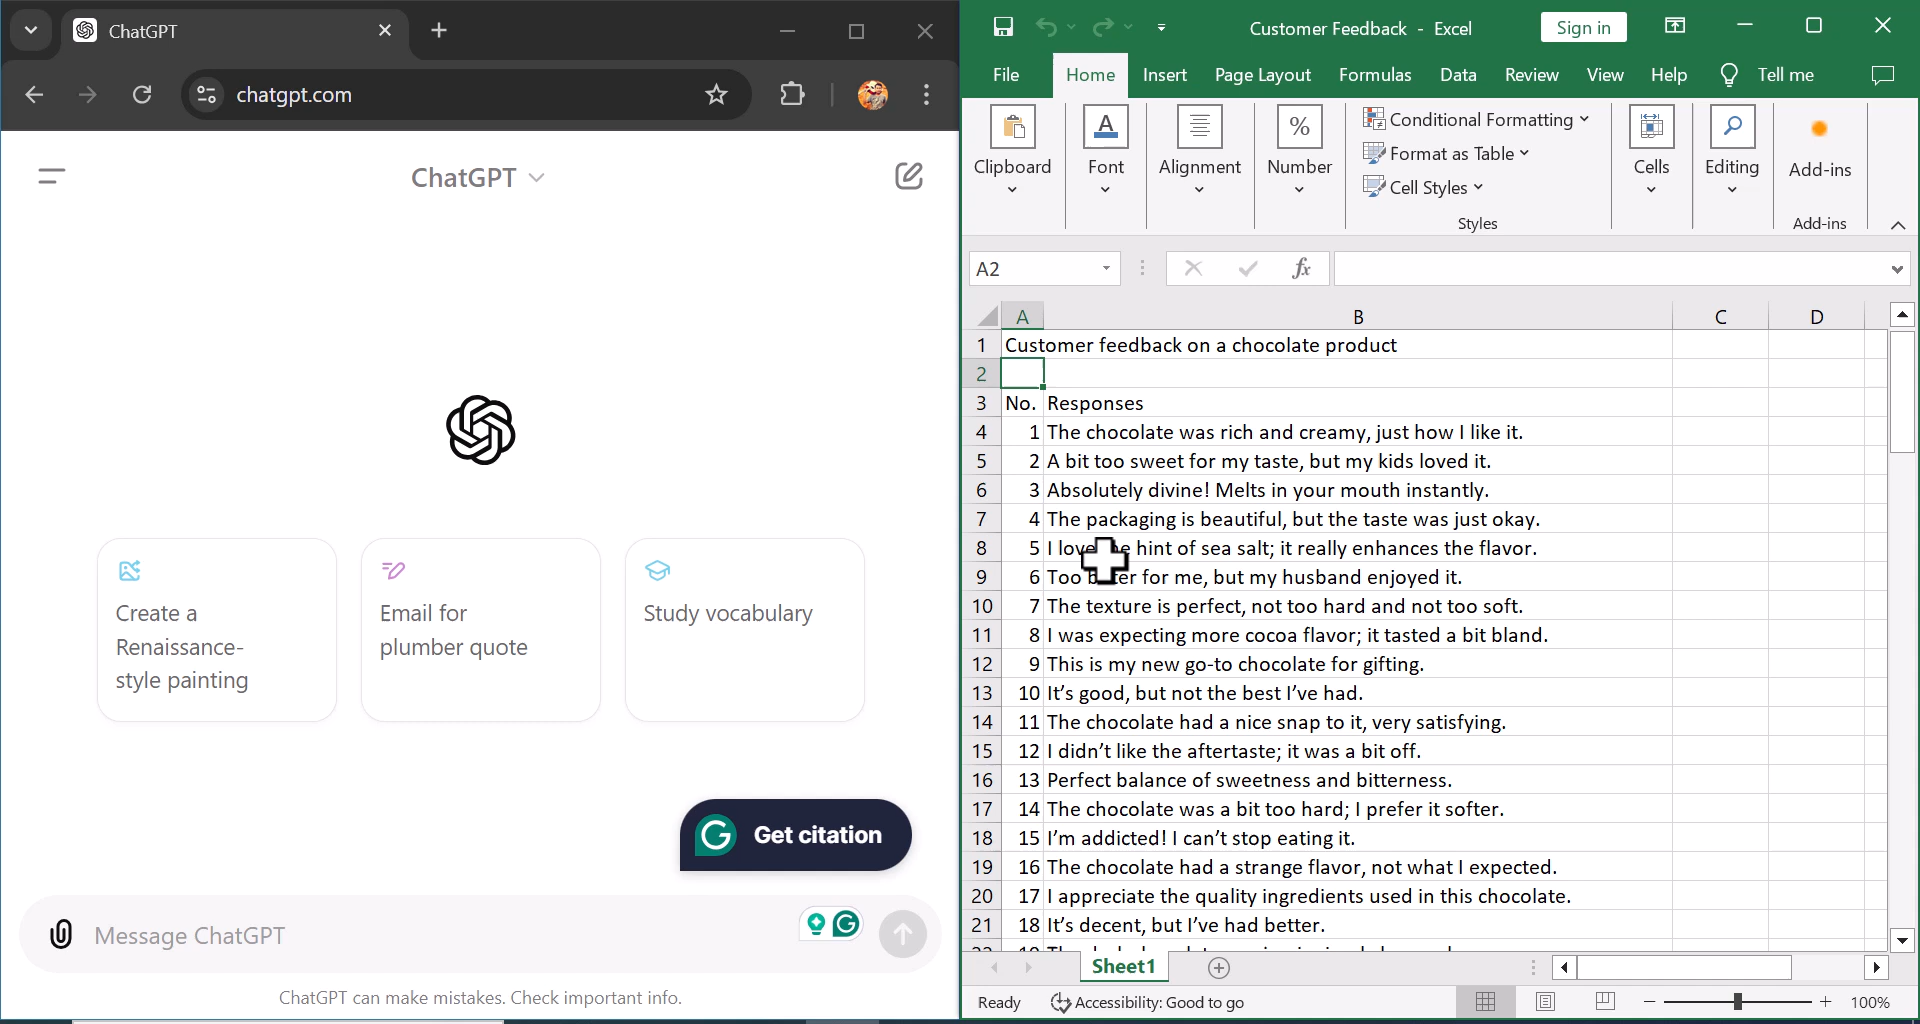 ChatGPT
chatgpt.com
ChatGPT
Create a
Renaissance-
style painting
Email for
plumber quote
Study vocabulary
Get citation
Message ChatGPT
ChatGPT can make mistakes. Check important info.
Customer Feedback - Excel
Sign in
File Home Insert Page Layout Formulas Data Review View Help Tell me
Clipboard
Font
Alignment
Number
Conditional Formatting
Format as Table
Cell Styles
Styles
Cells
Editing
Add-ins
Add-ins
A2
fx
A B C D
1 Customer feedback on a chocolate product
2
3 No. Responses
4 1 The chocolate was rich and creamy, just how I like it.
5 2 A bit too sweet for my taste, but my kids loved it.
6 3 Absolutely divine! Melts in your mouth instantly.
7 4 The packaging is beautiful, but the taste was just okay.
8 5 I hint of sea salt; it really enhances the flavor.
9 6 Too for me, but my husband enjoyed it.
10 7 The texture is perfect, not too hard and not too soft.
11 8 I was expecting more cocoa flavor; it tasted a bit bland.
12 9 This is my new go-to chocolate for gifting.
13 10 It’s good, but not the best I’ve had.
14 11 The chocolate had a nice snap to it, very satisfying.
15 12 I didn’t like the aftertaste; it was a bit off.
16 13 Perfect balance of sweetness and bitterness.
17 14 The chocolate was a bit too hard; I prefer it softer.
18 15 I’m addicted! I can’t stop eating it.
19 16 The chocolate had a strange flavor, not what I expected.
20 17 I appreciate the quality ingredients used in this chocolate.
21 18 It’s decent, but I’ve had better.
Sheet1
Ready Accessibility: Good to go 100%